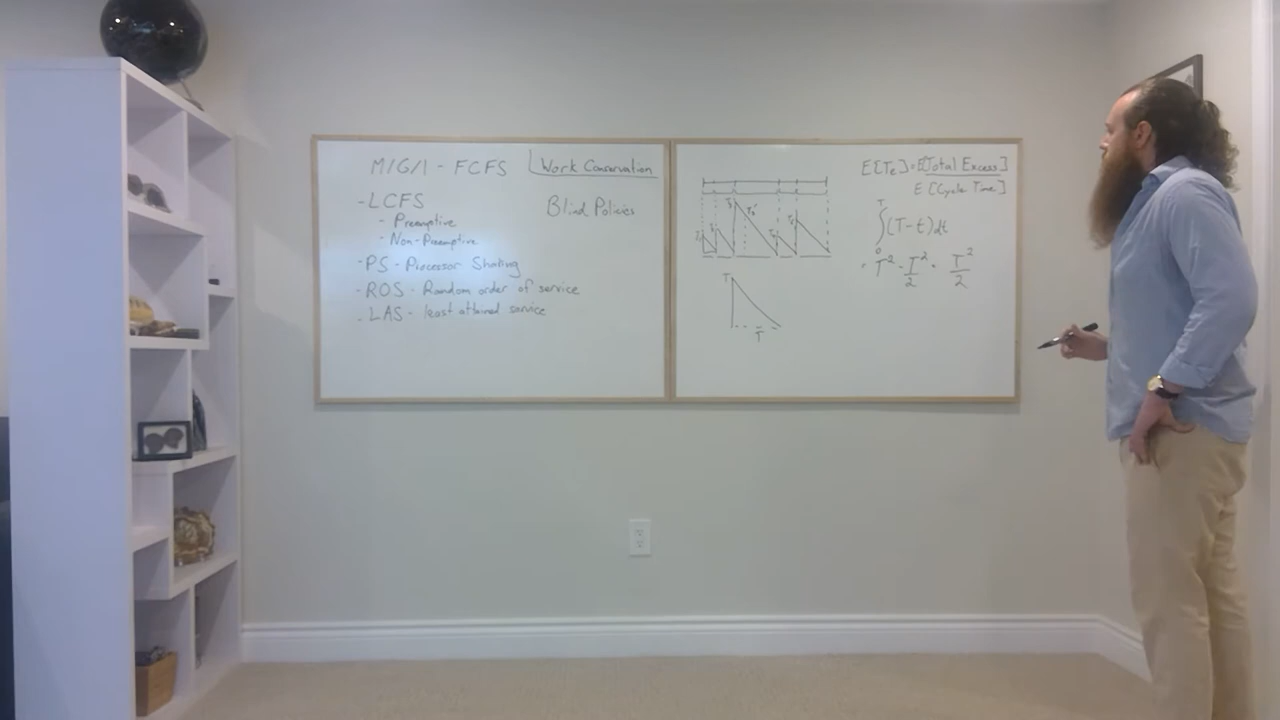 M/G/1 - FCFS
Work Conservation
- LCFS
- Preemptive
- Non-Preemptive
- PS - Processor Sharing
- ROS - Random order of service
- LAS - least attained service
Blind Policies
T
T
E[Te] = E[Total Excess]
E[Cycle Time]
T
∫(T-t)dt
0
= T² - T²/2 = T²/2